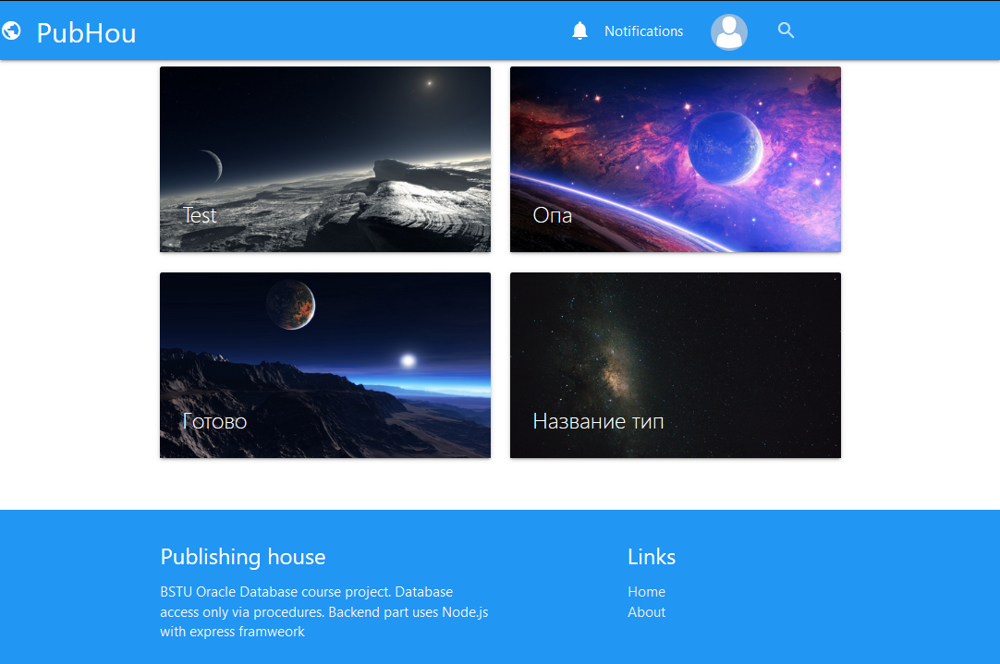 PubHou
Notifications
Test
Опа
Готово
Название тип
Publishing house
BSTU Oracle Database course project. Database
access only via procedures. Backend part uses Node.js
with express framweork
Links
Home
About